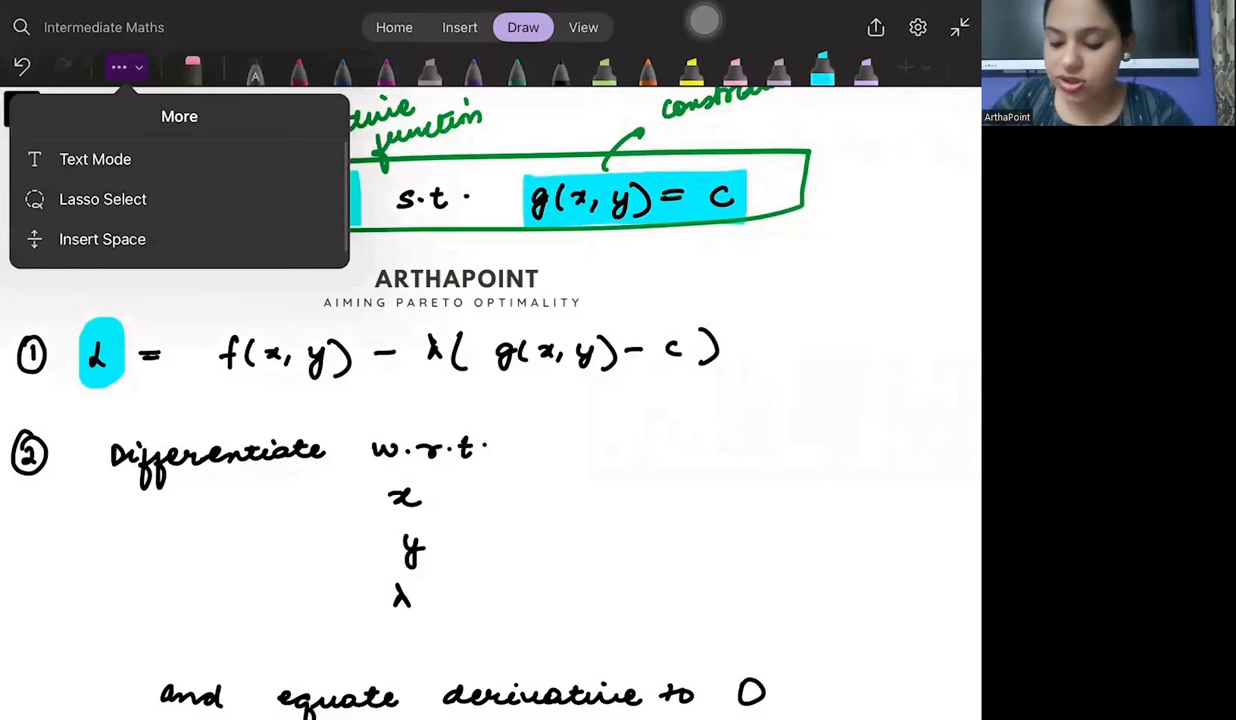 Intermediate Maths
Home Insert Draw View
More
Text Mode
Lasso Select
Insert Space
function
s.t.
g(x, y) = c
ArthaPoint
ARTHAPOINT
AIMING PARETO OPTIMALITY
① L = f(x, y) - λ( g(x, y) - c )
② Differentiate w.r.t.
x
y
λ
and equate derivative to 0